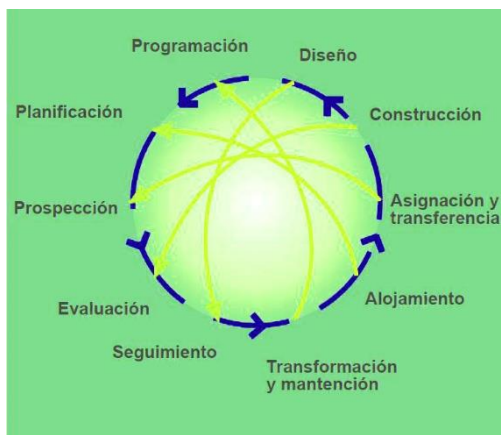 Programación
Diseño
Planificación
Construcción
Prospección
Asignación y
transferencia
Evaluación
Alojamiento
Seguimiento
Transformación
y mantención